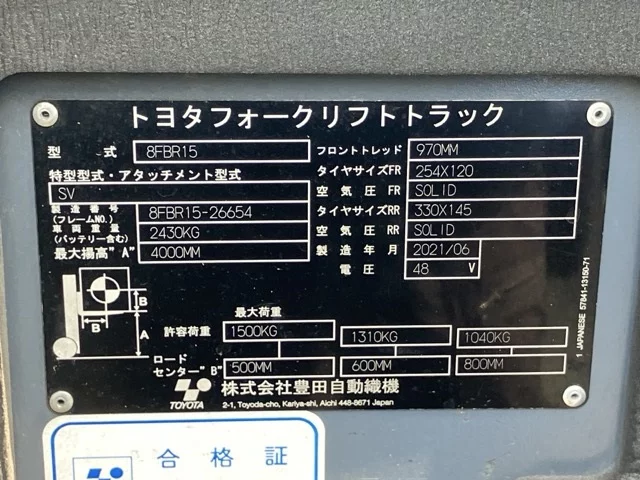 トヨタフォークリフトトラック
型 式 8FBR15
特型型式・アタッチメント型式
SV
製造番号 (フレームNO.) 8FBR15-26654
車両重量 (バッテリー含む) 2430KG
最大揚高"A" 4000MM
フロントトレッド 970MM
タイヤサイズFR 254X120
空気圧FR SOLID
タイヤサイズRR 330X145
空気圧RR SOLID
製造年月 2021/06
電圧 48 V
B
B
A
最大荷重
許容荷重 1500KG 1310KG 1040KG
ロードセンター"B" 500MM 600MM 800MM
TOYOTA
株式会社豊田自動織機
2-1, Toyoda-cho, Kariya-shi, Aichi 448-8671 Japan
1 JAPANESE 57841-13150-71
合格証